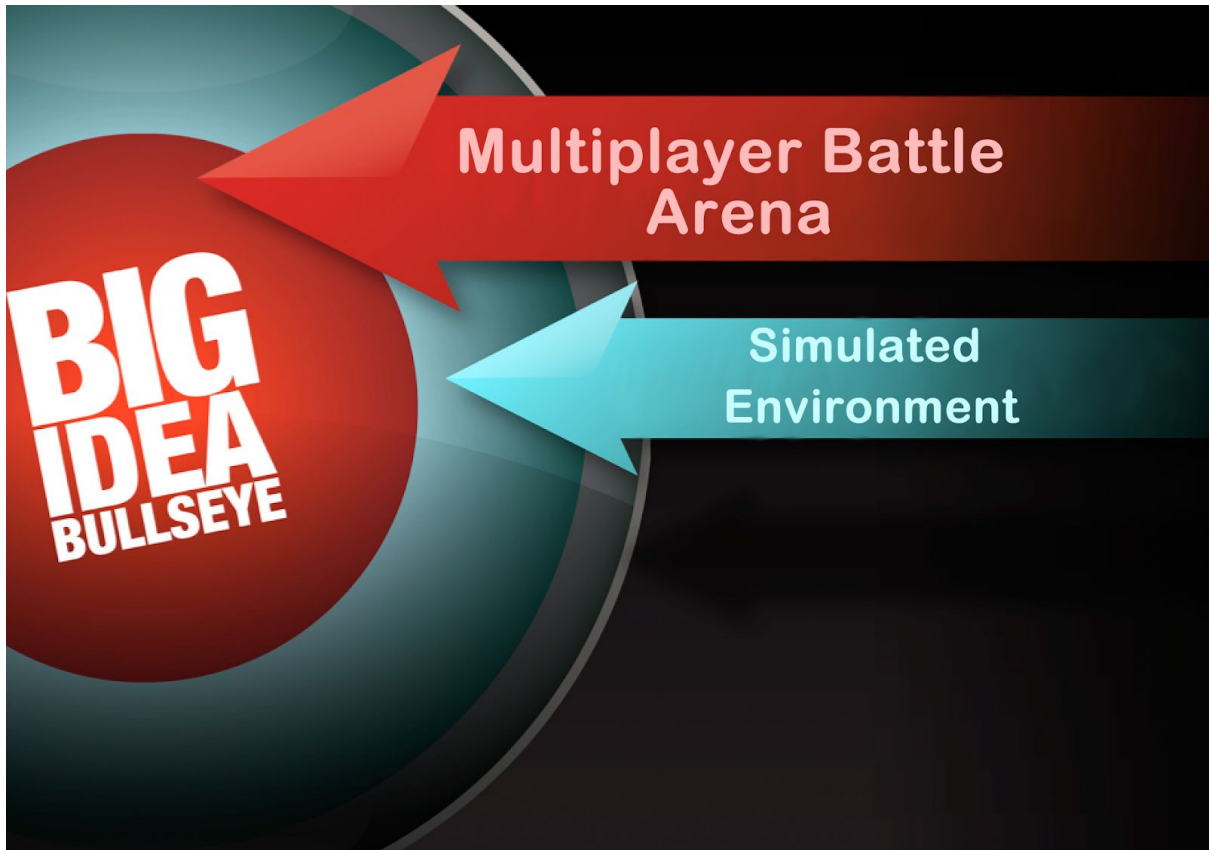 Multiplayer Battle
Arena
Simulated
Environment
BIG
IDEA
BULLSEYE